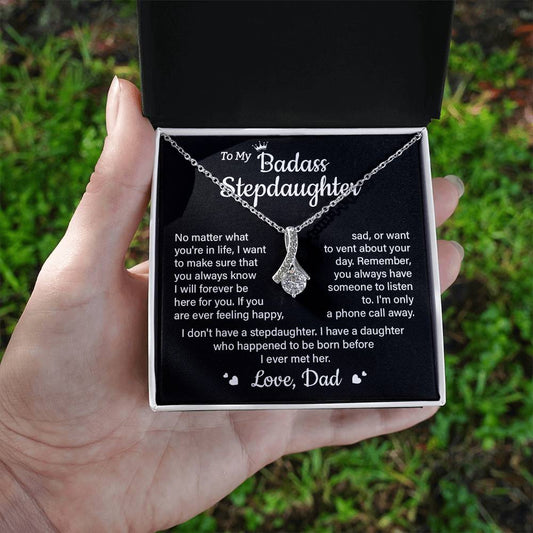 To My Badass
Stepdaughter
No matter what
you're in life, I want
to make sure that
you always know
I will forever be
here for you. If you
are ever feeling happy,
sad, or want
to vent about your
day. Remember,
you always have
someone to listen
to. I'm only
a phone call away.
I don't have a stepdaughter. I have a daughter
who happened to be born before
I ever met her.
Love, Dad